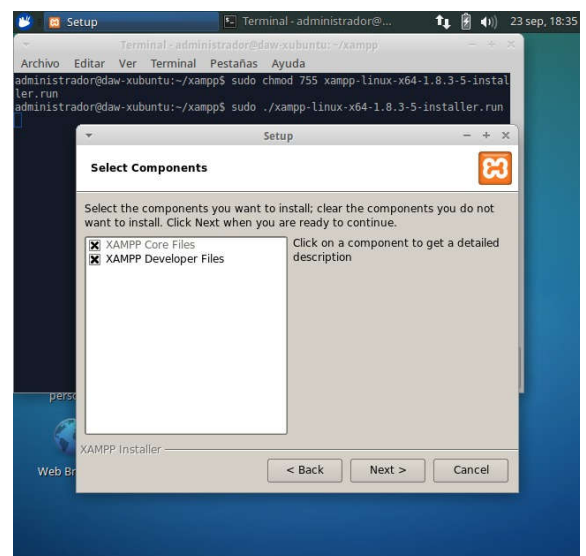 Setup
Terminal - administrador@...
23 sep, 18:35
Terminal - administrador@daw-xubuntu: ~/xampp
Archivo Editar Ver Terminal Pestañas Ayuda
administrador@daw-xubuntu:~/xampp$ sudo chmod 755 xampp-linux-x64-1.8.3-5-instal
ler.run
administrador@daw-xubuntu:~/xampp$ sudo ./xampp-linux-x64-1.8.3-5-installer.run
Setup
Select Components
Select the components you want to install; clear the components you do not
want to install. Click Next when you are ready to continue.
XAMPP Core Files
XAMPP Developer Files
Click on a component to get a detailed
description
perso
XAMPP Installer
Web Br
< Back Next > Cancel